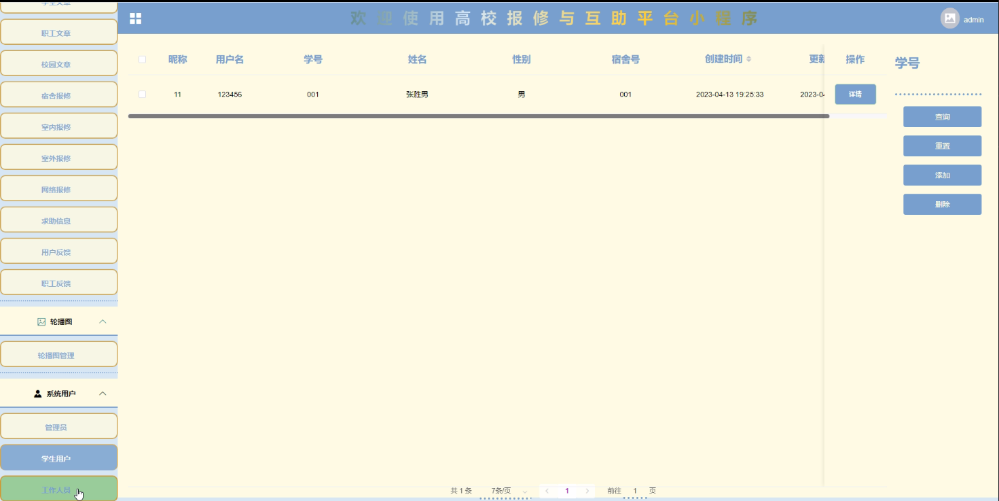 学生文章
职工文章
校园文章
宿舍报修
室内报修
室外报修
网络报修
求助信息
用户反馈
职工反馈
轮播图
轮播图管理
系统用户
管理员
学生用户
工作人员
欢迎使用高校报修与互助平台小程序
admin
昵称 用户名 学号 姓名 性别 宿舍号 创建时间 更新 操作
11 123456 001 张胜男 男 001 2023-04-13 19:25:33 2023-04 详情
学号
查询
重置
添加
删除
共 1 条 7条/页 1 前往 1 页